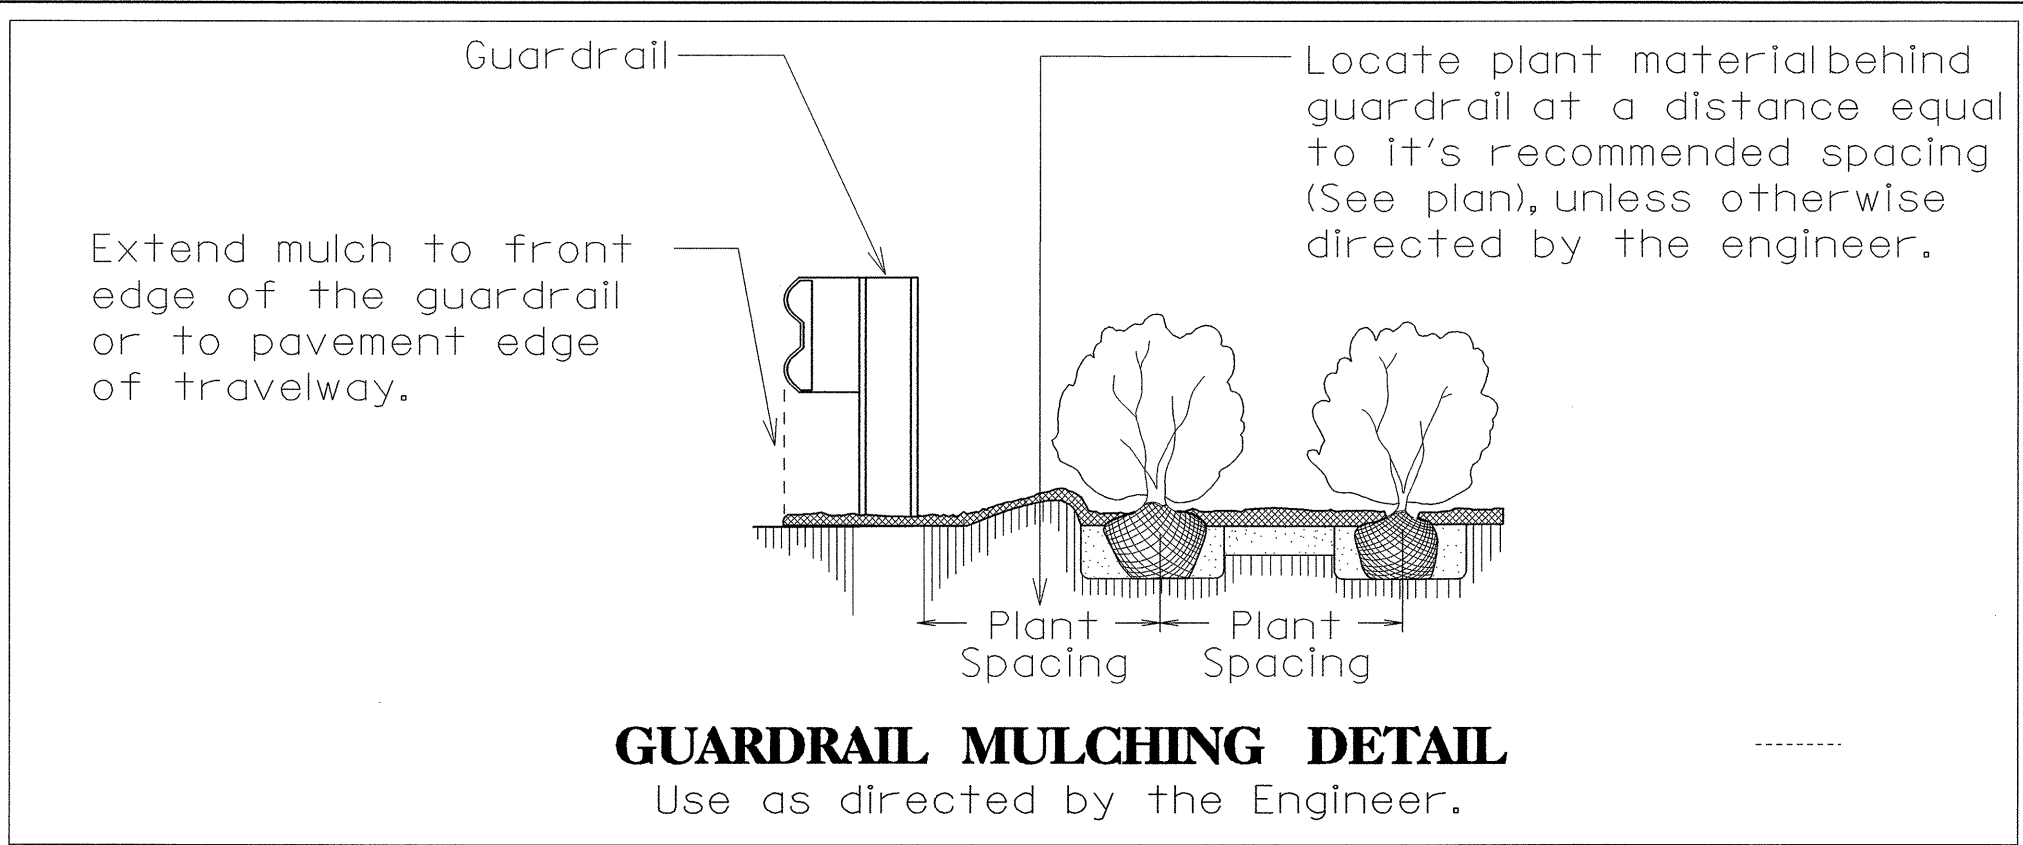 Guardrail
Locate plant material behind
guardrail at a distance equal
to it's recommended spacing
(See plan), unless otherwise
directed by the engineer.
Extend mulch to front
edge of the guardrail
or to pavement edge
of travelway.
Plant
Spacing
Plant
Spacing
GUARDRAIL MULCHING DETAIL
Use as directed by the Engineer.